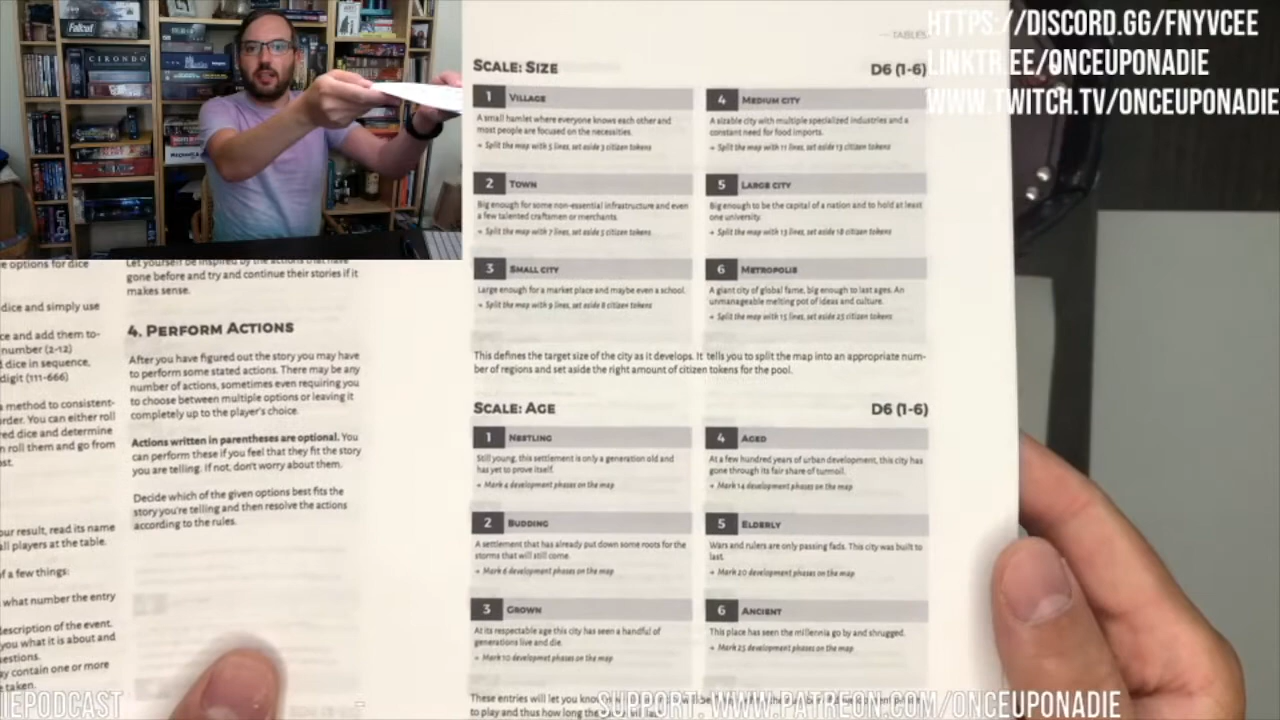 HTTPS://DISCORD.GG/FNYVCEE
LINKTR.EE/ONCEUPONADIE
WWW.TWITCH.TV/ONCEUPONADIE
Fallout
CIRONDO
— TABLES
e options for dice
dice and simply use
ce and add them to-
number (2-12)
d dice in sequence,
digit (111-666)
a method to consistent-
order. You can either roll
red dice and determine
n roll them and go from
our result, read its name
all players at the table.
of a few things:
what number the entry
description of the event.
you what it is about and
ay contain one or more
e taken.
Let yourself be inspired by the actions that have
gone before and try and continue their stories if it
makes sense.
4. PERFORM ACTIONS
After you have figured out the story you may have
to perform some stated actions. There may be any
number of actions, sometimes even requiring you
to choose between multiple options or leaving it
completely up to the player's choice.
Actions written in parentheses are optional. You
can perform these if you feel that they fit the story
you are telling. If not, don't worry about them.
Decide which of the given options best fits the
story you're telling and then resolve the actions
according to the rules.
SCALE: SIZE D6 (1-6)
1 VILLAGE
A small hamlet where everyone knows each other and
most people are focused on the necessities.
→ Split the map with 5 lines, set aside 3 citizen tokens
2 TOWN
Big enough for some non-essential infrastructure and even
a few talented craftsmen or merchants.
→ Split the map with 7 lines, set aside 5 citizen tokens
3 SMALL CITY
Large enough for a market place and maybe even a school.
→ Split the map with 9 lines, set aside 8 citizen tokens
4 MEDIUM CITY
A sizable city with multiple specialized industries and a
constant need for food imports.
→ Split the map with 11 lines, set aside 13 citizen tokens
5 LARGE CITY
Big enough to be the capital of a nation and to hold at least
one university.
→ Split the map with 13 lines, set aside 18 citizen tokens
6 METROPOLIS
A giant city of global fame, big enough to last ages. An
unmanageable melting pot of ideas and culture.
→ Split the map with 15 lines, set aside 25 citizen tokens
This defines the target size of the city as it develops. It tells you to split the map into an appropriate num-
ber of regions and set aside the right amount of citizen tokens for the pool.
SCALE: AGE D6 (1-6)
1 NESTLING
Still young, this settlement is only a generation old and
has yet to prove itself.
→ Mark 4 development phases on the map
2 BUDDING
A settlement that has already put down some roots for the
storms that will still come.
→ Mark 6 development phases on the map
3 GROWN
At its respectable age this city has seen a handful of
generations live and die.
→ Mark 10 developmet phases on the map
4 AGED
At a few hundred years of urban development, this city has
gone through its fair share of turmoil.
→ Mark 14 development phases on the map
5 ELDERLY
Wars and rulers are only passing fads. This city was built to
last.
→ Mark 20 development phases on the map
6 ANCIENT
This place has seen the millennia go by and shrugged.
→ Mark 25 development phases on the map
These entries will let you know
to play and thus how long the
IEPODCAST
SUPPORT: WWW.PATREON.COM/ONCEUPONADIE